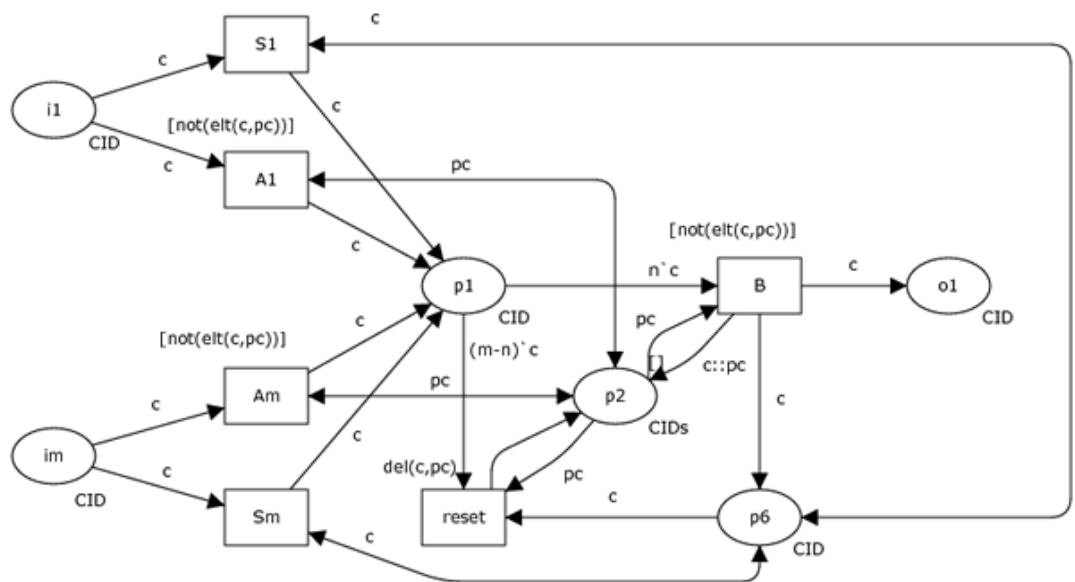 c
S1
c
i1
CID
c
[not(elt(c,pc))]
c
A1
pc
c
[not(elt(c,pc))]
p1
CID
n`c
B
c
o1
CID
[not(elt(c,pc))]
c
(m-n)`c
pc
[]
c::pc
Am
c
pc
p2
CIDs
c
c
im
CID
c
del(c,pc)
pc
c
Sm
reset
c
p6
CID
c